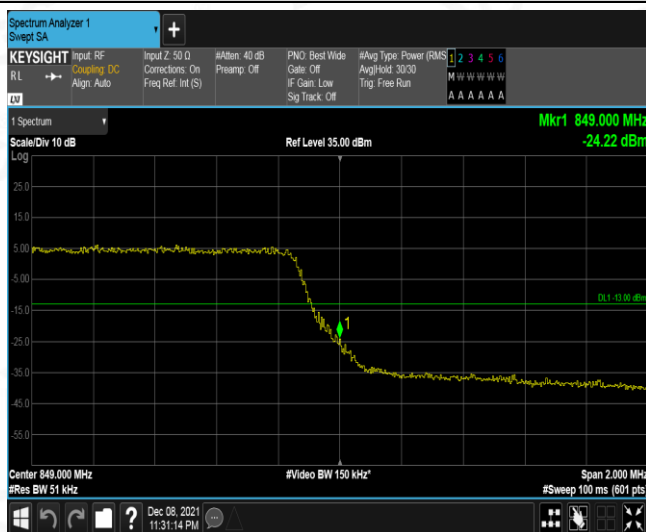 Spectrum Analyzer 1
Swept SA
KEYSIGHT
RL
LXI
Input: RF
Coupling: DC
Align: Auto
Input Z: 50 Ω
Corrections: On
Freq Ref: Int (S)
#Atten: 40 dB
Preamp: Off
PNO: Best Wide
Gate: Off
IF Gain: Low
Sig Track: Off
#Avg Type: Power (RMS
Avg|Hold: 30/30
Trig: Free Run
1 2 3 4 5 6
M W W W W W
A A A A A A
1 Spectrum
Mkr1 849.000 MHz
Scale/Div 10 dB
Ref Level 35.00 dBm
-24.22 dBm
Log
25.0
15.0
5.00
-5.00
DL1 -13.00 dBm
-15.0
1
-25.0
-35.0
-45.0
-55.0
Center 849.000 MHz
#Video BW 150 kHz*
Span 2.000 MHz
#Res BW 51 kHz
#Sweep 100 ms (601 pts)
?
Dec 08, 2021
11:31:14 PM